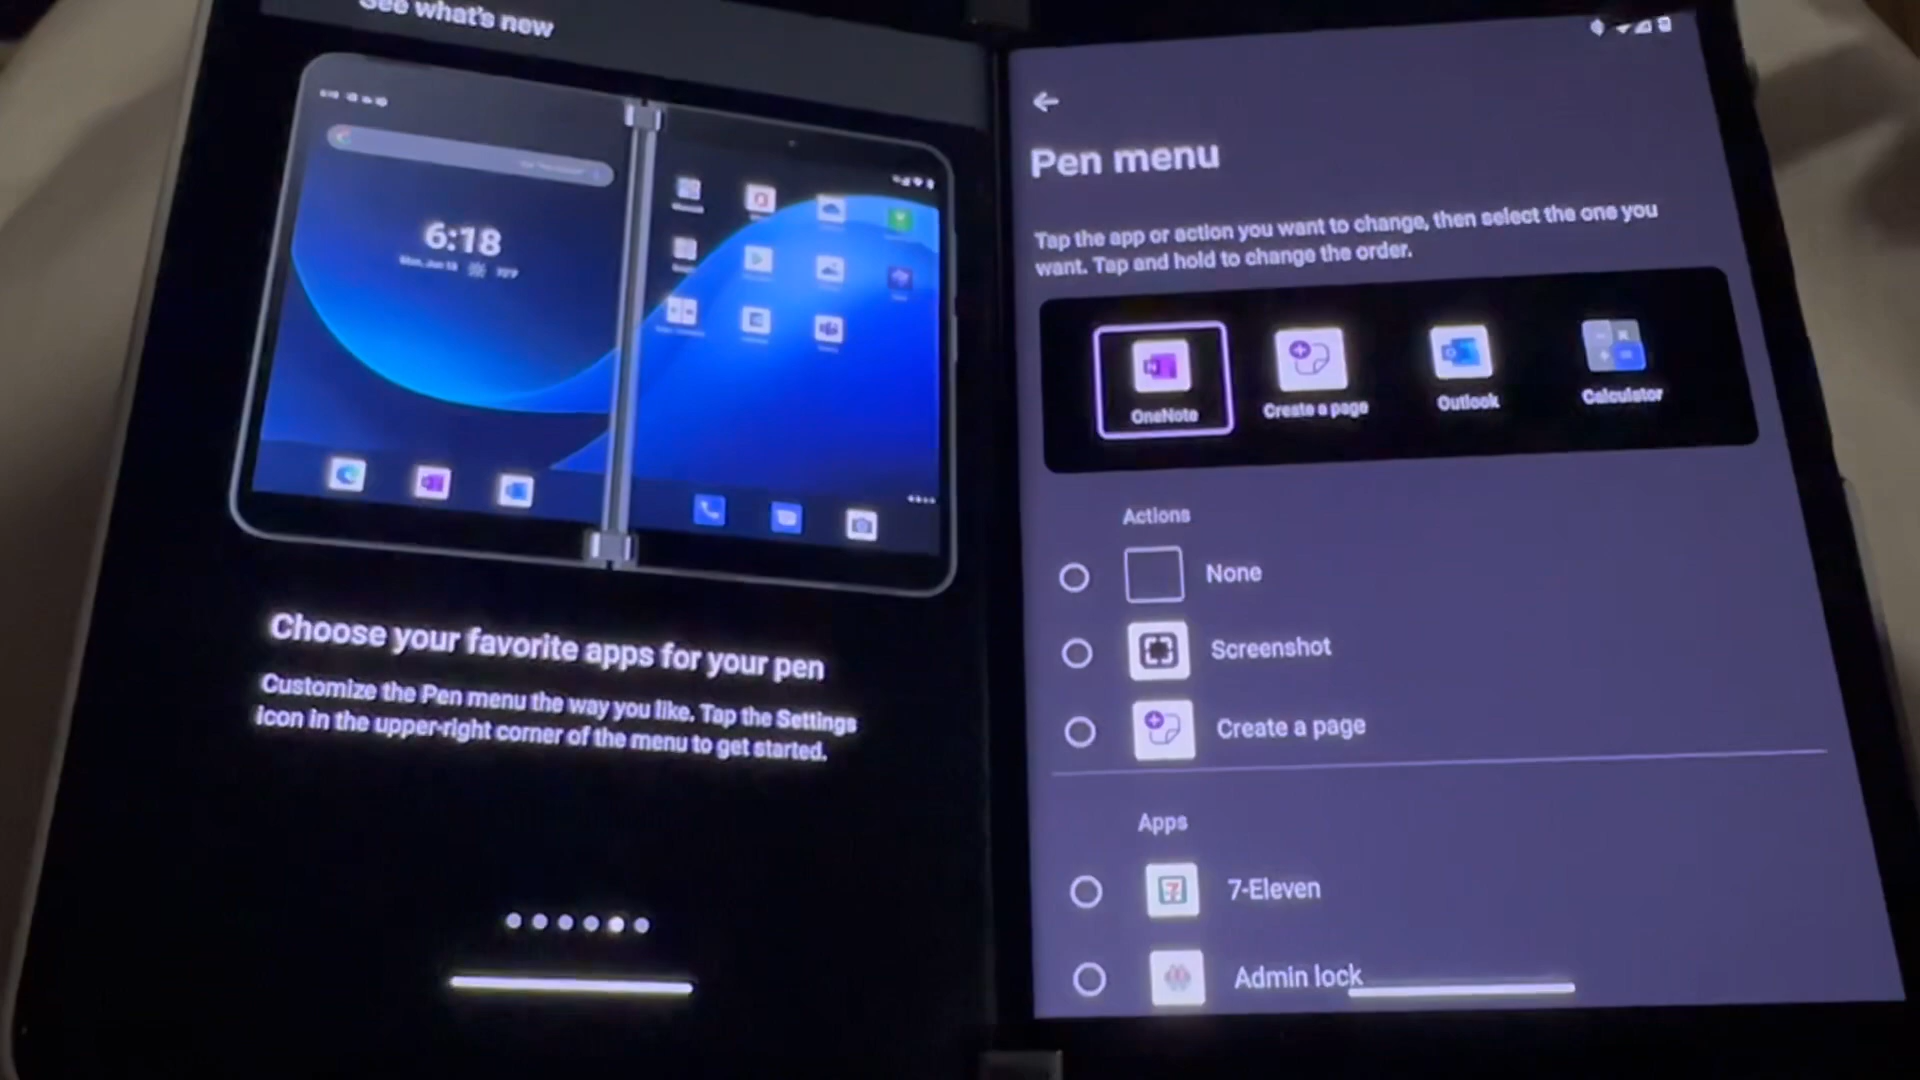 See what's new
6:18
Choose your favorite apps for your pen
Customize the Pen menu the way you like. Tap the Settings
icon in the upper-right corner of the menu to get started.
Pen menu
Tap the app or action you want to change, then select the one you
want. Tap and hold to change the order.
OneNote
Create a page
Outlook
Calculator
Actions
None
Screenshot
Create a page
Apps
7-Eleven
Admin lock